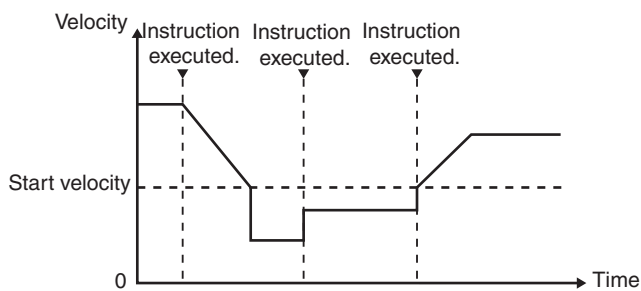 Velocity
Instruction executed.
Instruction executed.
Instruction executed.
Start velocity
0
Time